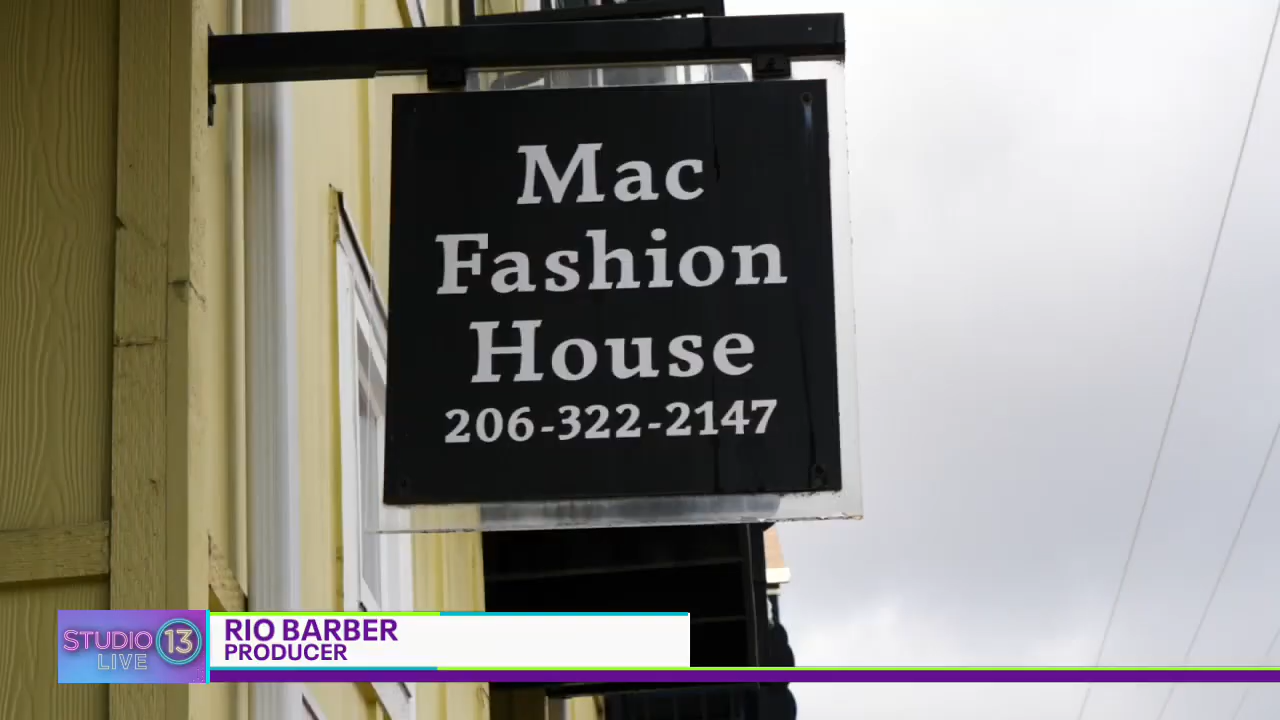 Mac
Fashion
House
206-322-2147
STUDIO 13
LIVE
RIO BARBER
PRODUCER